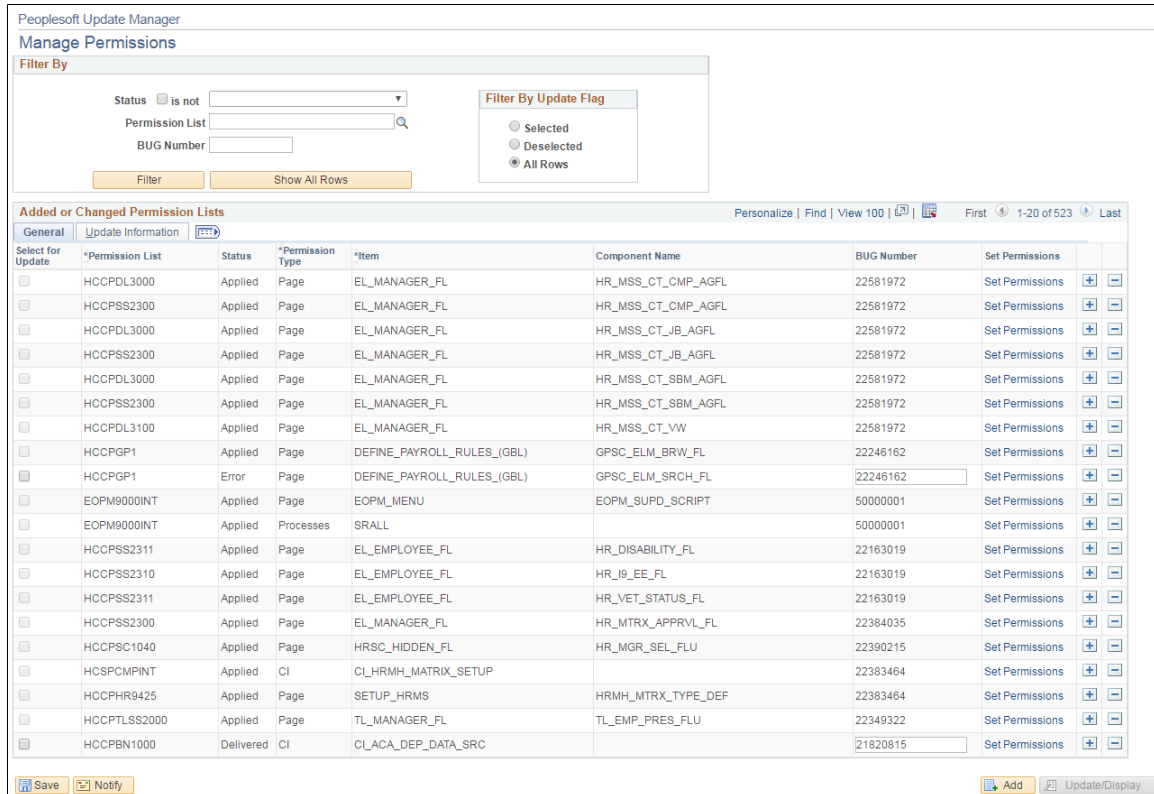 Peoplesoft Update Manager
Manage Permissions
Filter By
Status is not
Permission List
BUG Number
Filter Show All Rows
Filter By Update Flag
Selected
Deselected
All Rows
Added or Changed Permission Lists Personalize | Find | View 100 | | First 1-20 of 523 Last
General Update Information
Select for Update *Permission List Status *Permission Type *Item Component Name BUG Number Set Permissions
HCCPDL3000 Applied Page EL_MANAGER_FL HR_MSS_CT_CMP_AGFL 22581972 Set Permissions + -
HCCPSS2300 Applied Page EL_MANAGER_FL HR_MSS_CT_CMP_AGFL 22581972 Set Permissions + -
HCCPDL3000 Applied Page EL_MANAGER_FL HR_MSS_CT_JB_AGFL 22581972 Set Permissions + -
HCCPSS2300 Applied Page EL_MANAGER_FL HR_MSS_CT_JB_AGFL 22581972 Set Permissions + -
HCCPDL3000 Applied Page EL_MANAGER_FL HR_MSS_CT_SBM_AGFL 22581972 Set Permissions + -
HCCPSS2300 Applied Page EL_MANAGER_FL HR_MSS_CT_SBM_AGFL 22581972 Set Permissions + -
HCCPDL3100 Applied Page EL_MANAGER_FL HR_MSS_CT_VW 22581972 Set Permissions + -
HCCPGP1 Applied Page DEFINE_PAYROLL_RULES_(GBL) GPSC_ELM_BRW_FL 22246162 Set Permissions + -
HCCPGP1 Error Page DEFINE_PAYROLL_RULES_(GBL) GPSC_ELM_SRCH_FL 22246162 Set Permissions + -
EOPM9000INT Applied Page EOPM_MENU EOPM_SUPD_SCRIPT 50000001 Set Permissions + -
EOPM9000INT Applied Processes SRALL 50000001 Set Permissions + -
HCCPSS2311 Applied Page EL_EMPLOYEE_FL HR_DISABILITY_FL 22163019 Set Permissions + -
HCCPSS2310 Applied Page EL_EMPLOYEE_FL HR_I9_EE_FL 22163019 Set Permissions + -
HCCPSS2311 Applied Page EL_EMPLOYEE_FL HR_VET_STATUS_FL 22163019 Set Permissions + -
HCCPSS2300 Applied Page EL_MANAGER_FL HR_MTRX_APPRVL_FL 22384035 Set Permissions + -
HCCPSC1040 Applied Page HRSC_HIDDEN_FL HR_MGR_SEL_FLU 22390215 Set Permissions + -
HCSPCMPINT Applied CI CI_HRMH_MATRIX_SETUP 22383464 Set Permissions + -
HCCPHR9425 Applied Page SETUP_HRMS HRMH_MTRX_TYPE_DEF 22383464 Set Permissions + -
HCCPTLSS2000 Applied Page TL_MANAGER_FL TL_EMP_PRES_FLU 22349322 Set Permissions + -
HCCPBN1000 Delivered CI CI_ACA_DEP_DATA_SRC 21820815 Set Permissions + -
Save Notify Add Update/Display